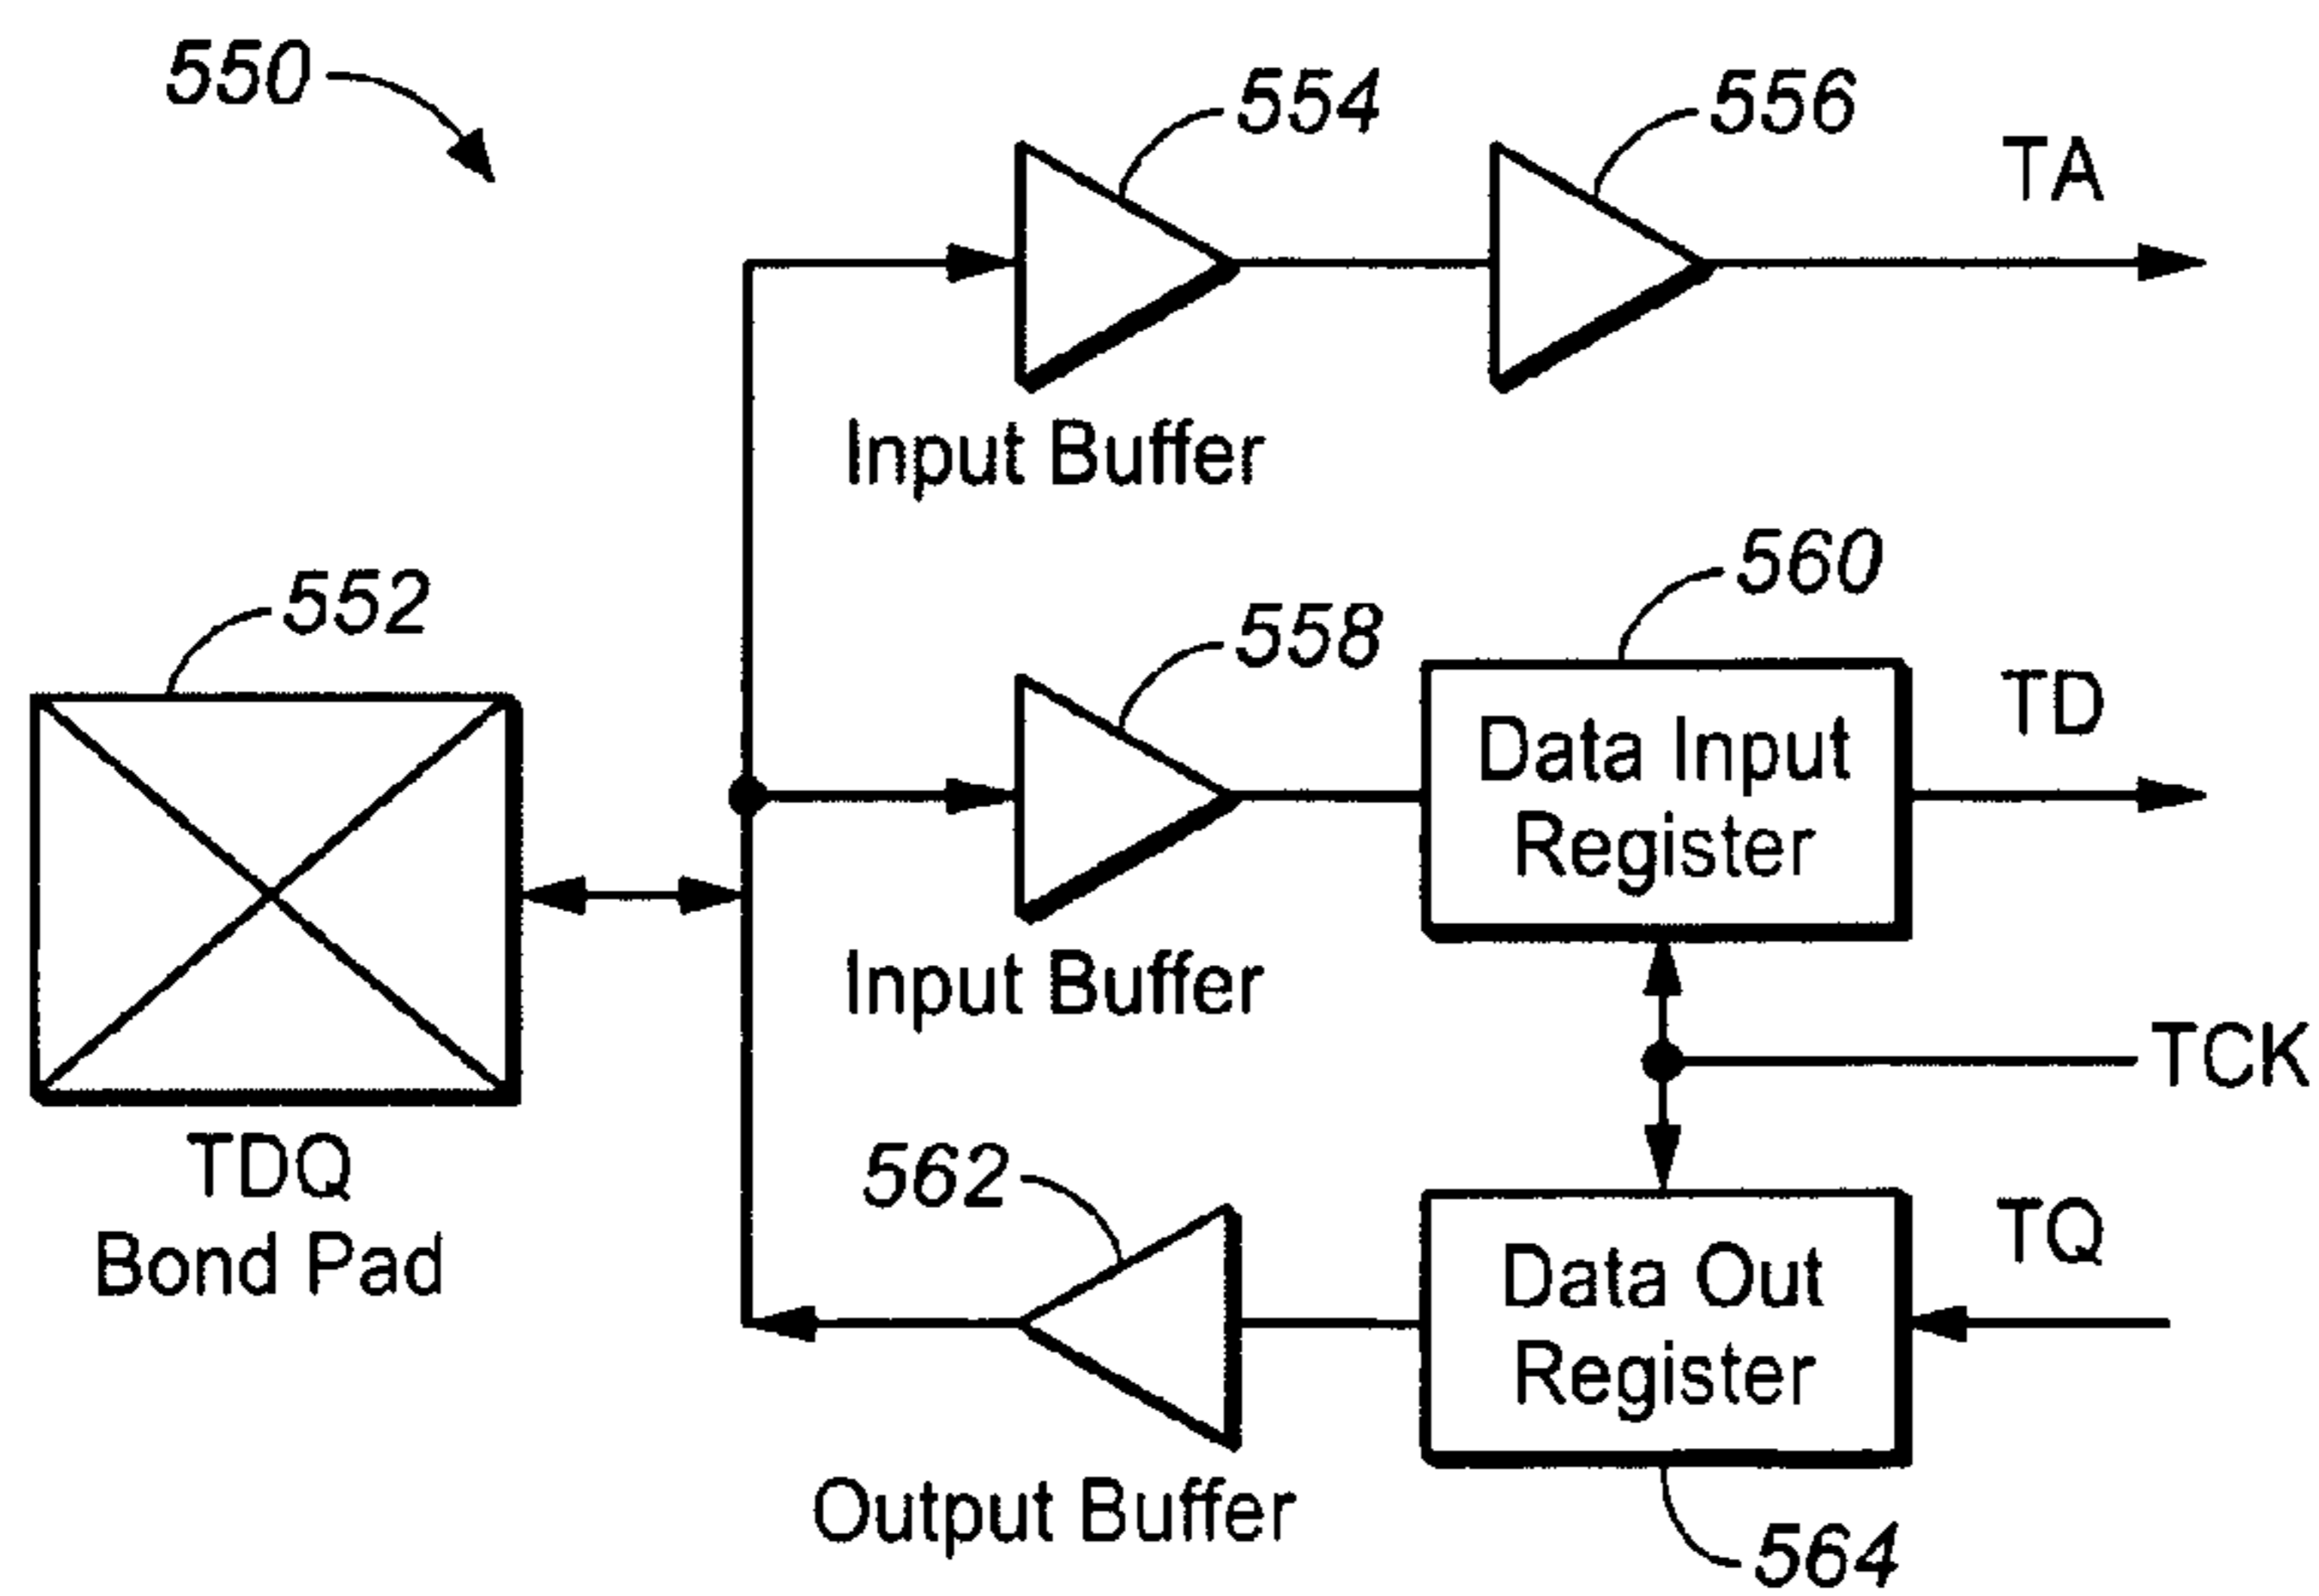 550
554
556
TA
Input Buffer
552
558
560
TD
Data Input
Register
Input Buffer
TCK
TDQ
Bond Pad
562
TQ
Data Out
Register
Output Buffer
564